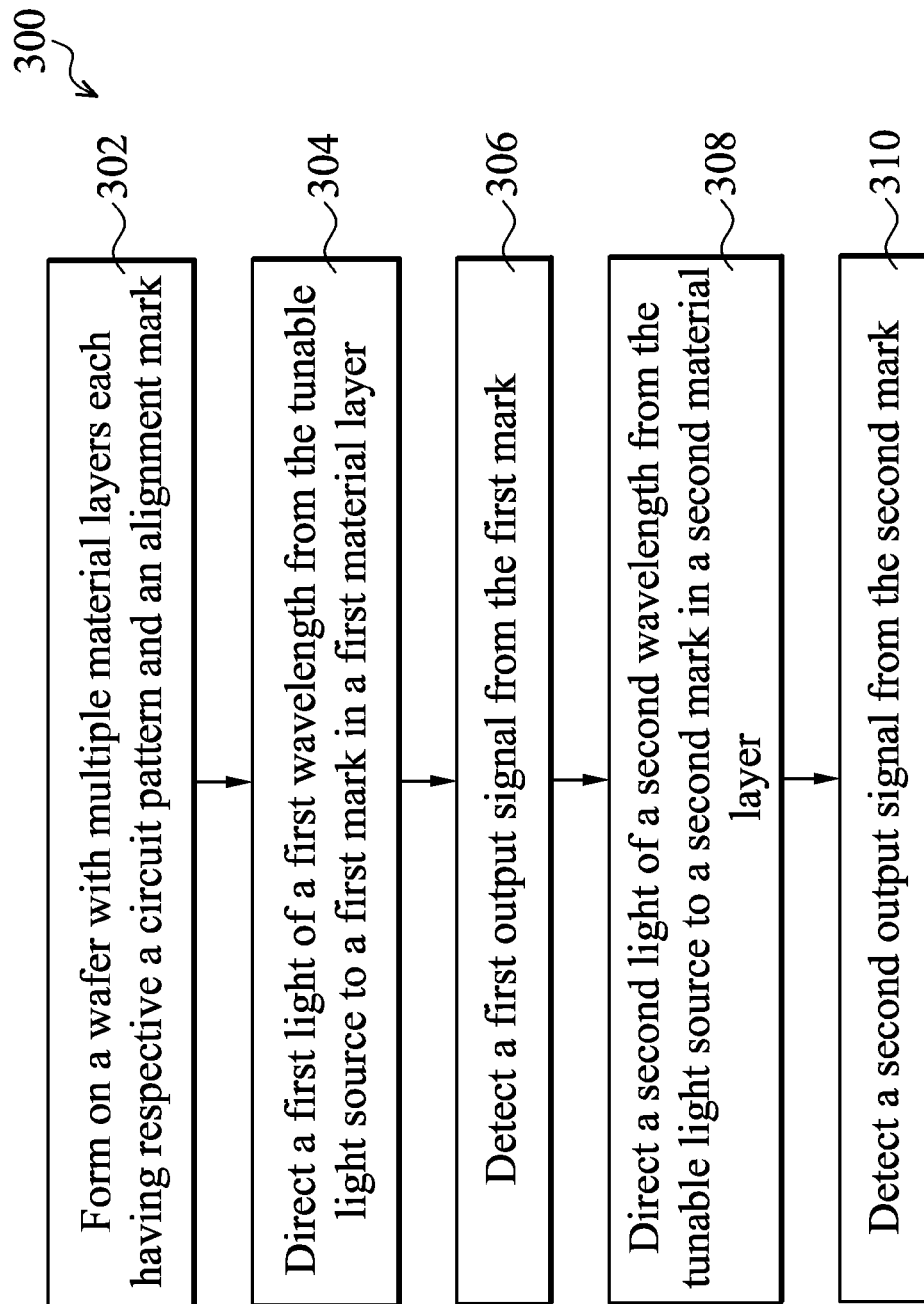 300
Form on a wafer with multiple material layers each
having respective a circuit pattern and an alignment mark
302
Direct a first light of a first wavelength from the tunable
light source to a first mark in a first material layer
304
Detect a first output signal from the first mark
306
Direct a second light of a second wavelength from the
tunable light source to a second mark in a second material
layer
308
Detect a second output signal from the second mark
310